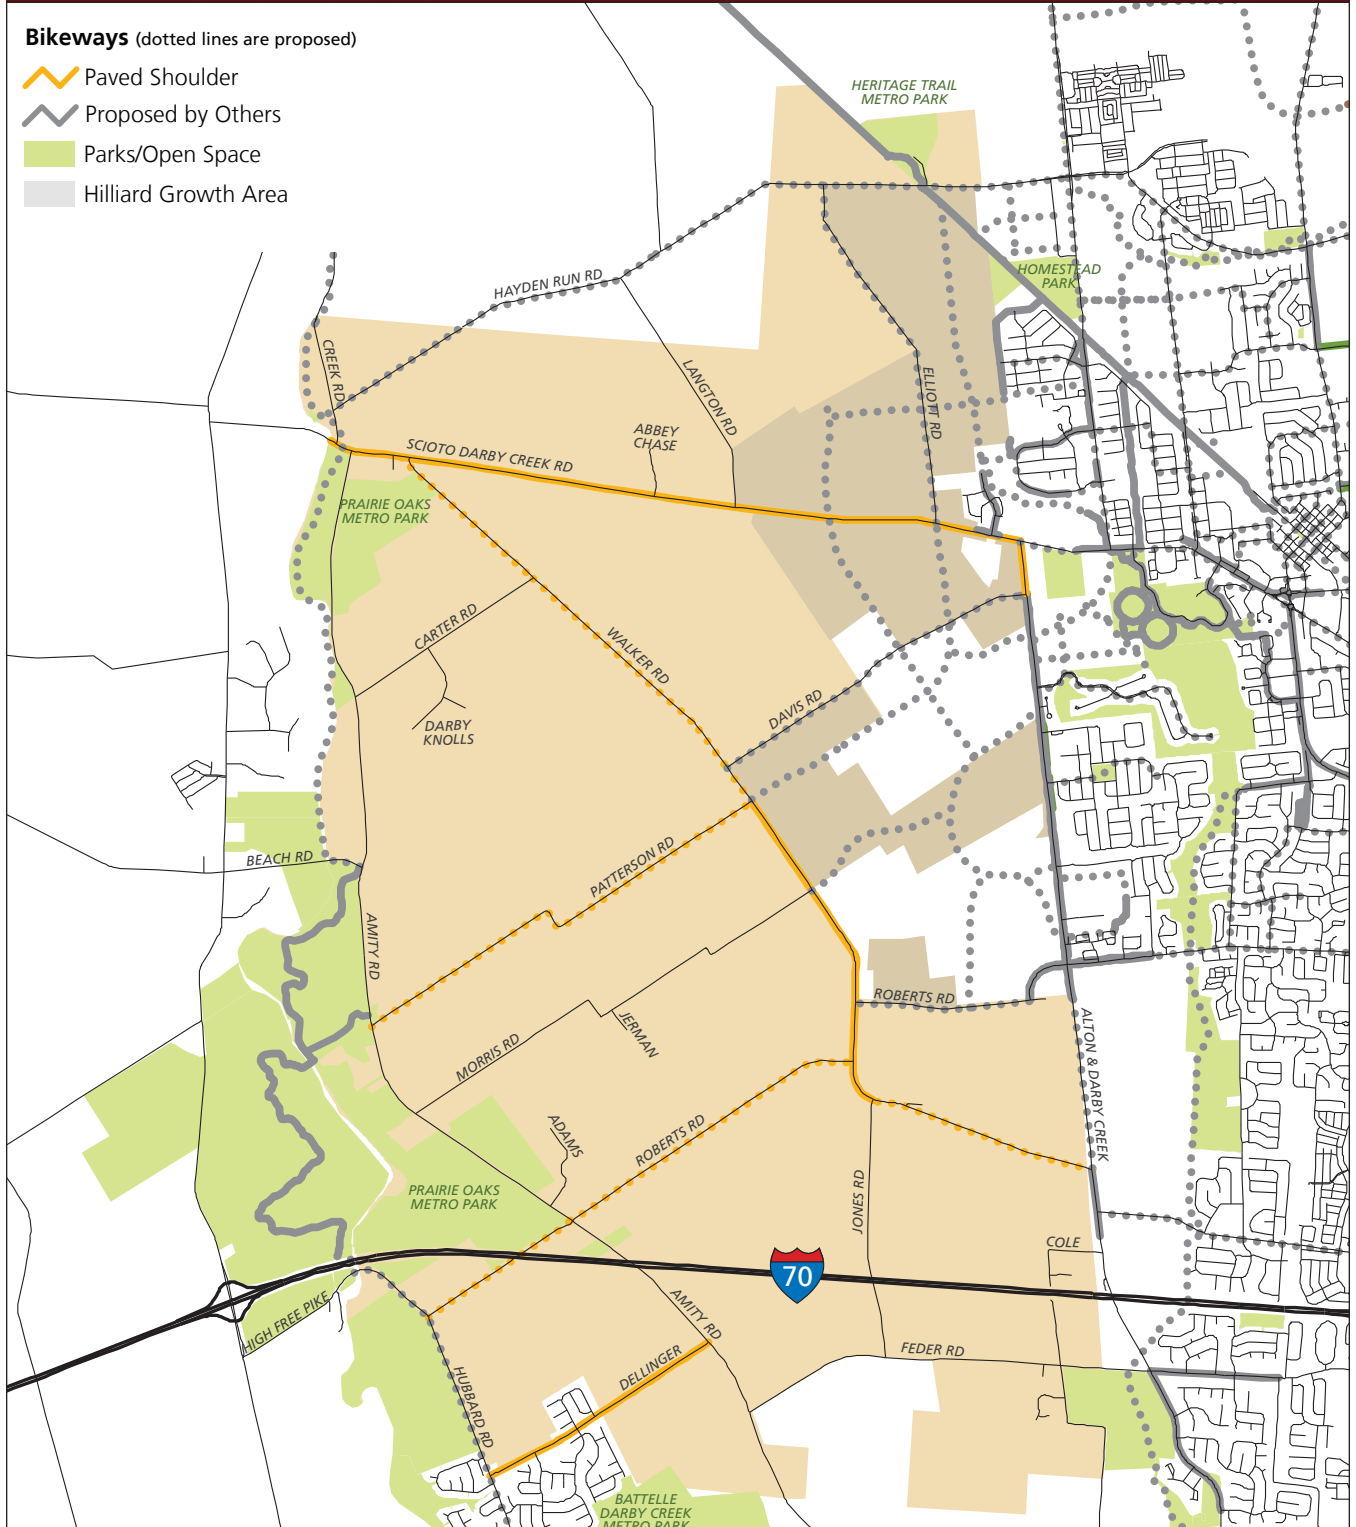 Bikeways (dotted lines are proposed)
Paved Shoulder
Proposed by Others
Parks/Open Space
Hilliard Growth Area
HERITAGE TRAIL
METRO PARK
HOMESTEAD
PARK
HAYDEN RUN RD
CREEK RD
LANGTON RD
ELLIOTT RD
ABBEY
CHASE
SCIOTO DARBY CREEK RD
PRAIRIE OAKS
METRO PARK
CARTER RD
WALKER RD
DARBY
KNOLLS
DAVIS RD
PATTERSON RD
BEACH RD
AMITY RD
ROBERTS RD
JERMAN
MORRIS RD
ALTON & DARBY CREEK
ADAMS
ROBERTS RD
PRAIRIE OAKS
METRO PARK
JONES RD
COLE
70
HIGH FREE PIKE
AMITY RD
FEDER RD
DELLINGER
HUBBARD RD
BATTELLE
DARBY CREEK
METRO PARK